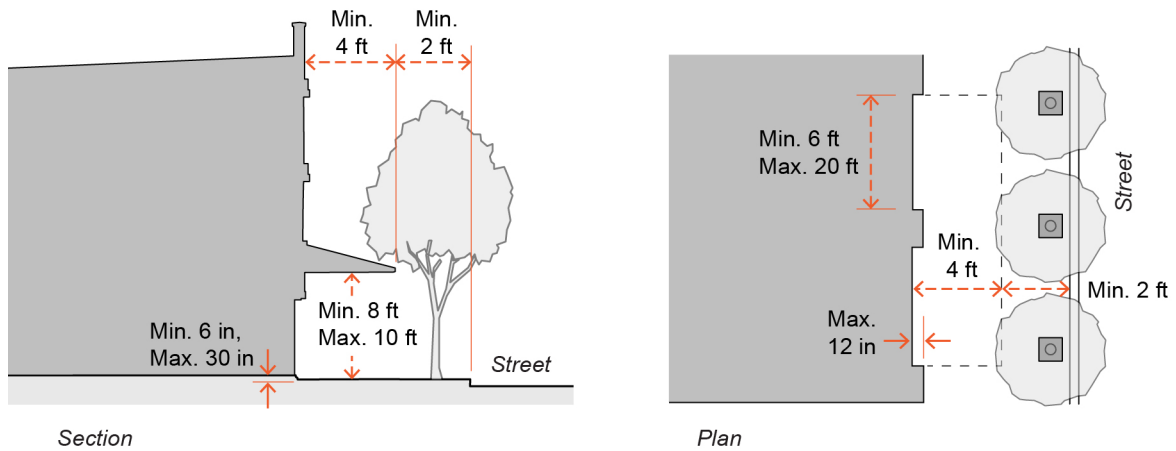 Min.
4 ft
Min.
2 ft
Min. 8 ft
Max. 10 ft
Min. 6 in,
Max. 30 in
Street
Section
Min. 6 ft
Max. 20 ft
Street
Min.
4 ft
Min. 2 ft
Max.
12 in
Plan